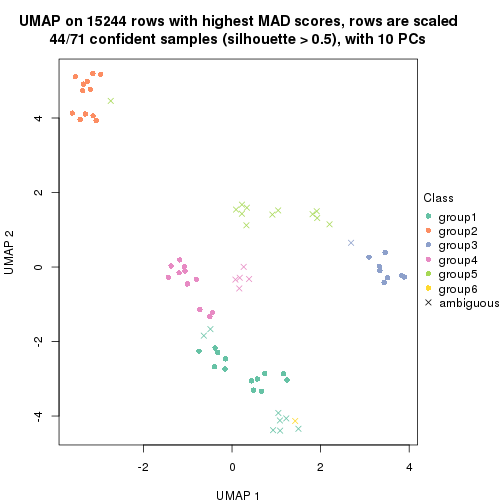 UMAP on 15244 rows with highest MAD scores, rows are scaled
44/71 confident samples (silhouette > 0.5), with 10 PCs
4
2
0
-2
-4
UMAP 2
-2
0
2
4
UMAP 1
Class
group1
group2
group3
group4
group5
group6
ambiguous